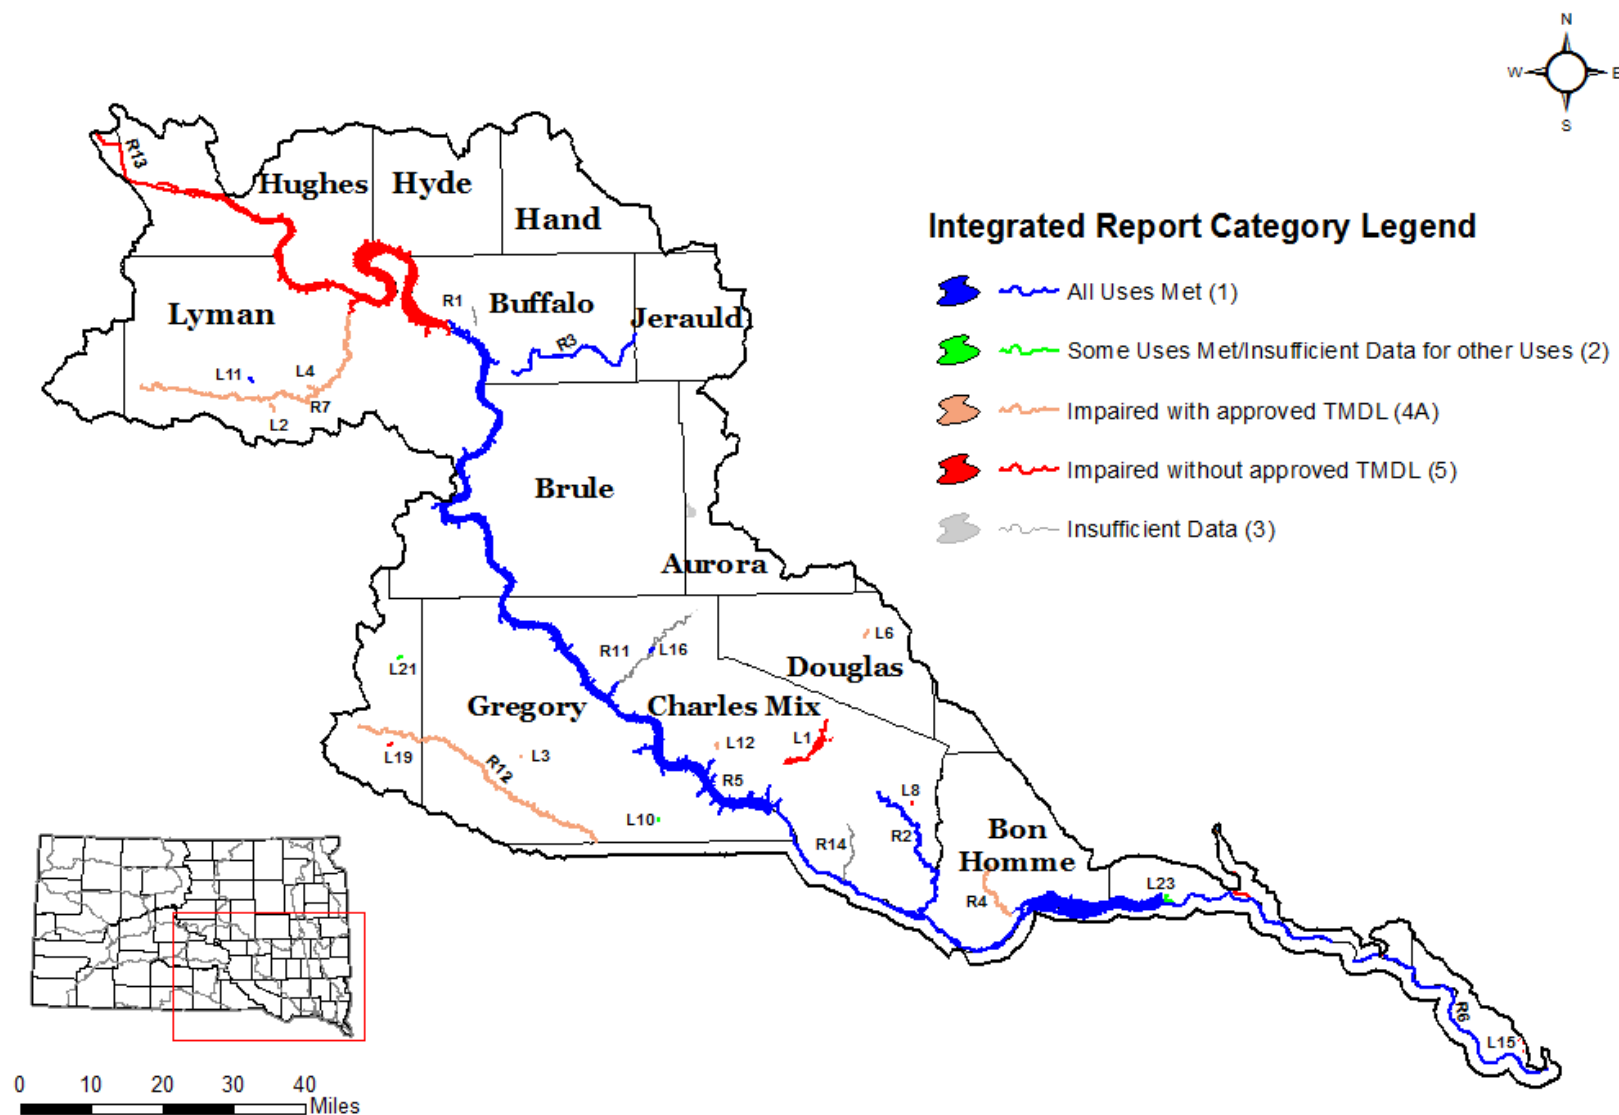 N
W
E
S
R13
Hughes
Hyde
Hand
Integrated Report Category Legend
All Uses Met (1)
Some Uses Met/Insufficient Data for other Uses (2)
Impaired with approved TMDL (4A)
Impaired without approved TMDL (5)
Insufficient Data (3)
Lyman
R1
Buffalo
Jerauld
R3
L11
L4
R7
L2
Brule
Aurora
L6
R11
L16
L21
Douglas
Gregory
Charles Mix
L19
R12
L3
L12
L1
R5
L10
L8
R2
R14
Bon
Homme
R4
L23
R6
L15
0 10 20 30 40
Miles